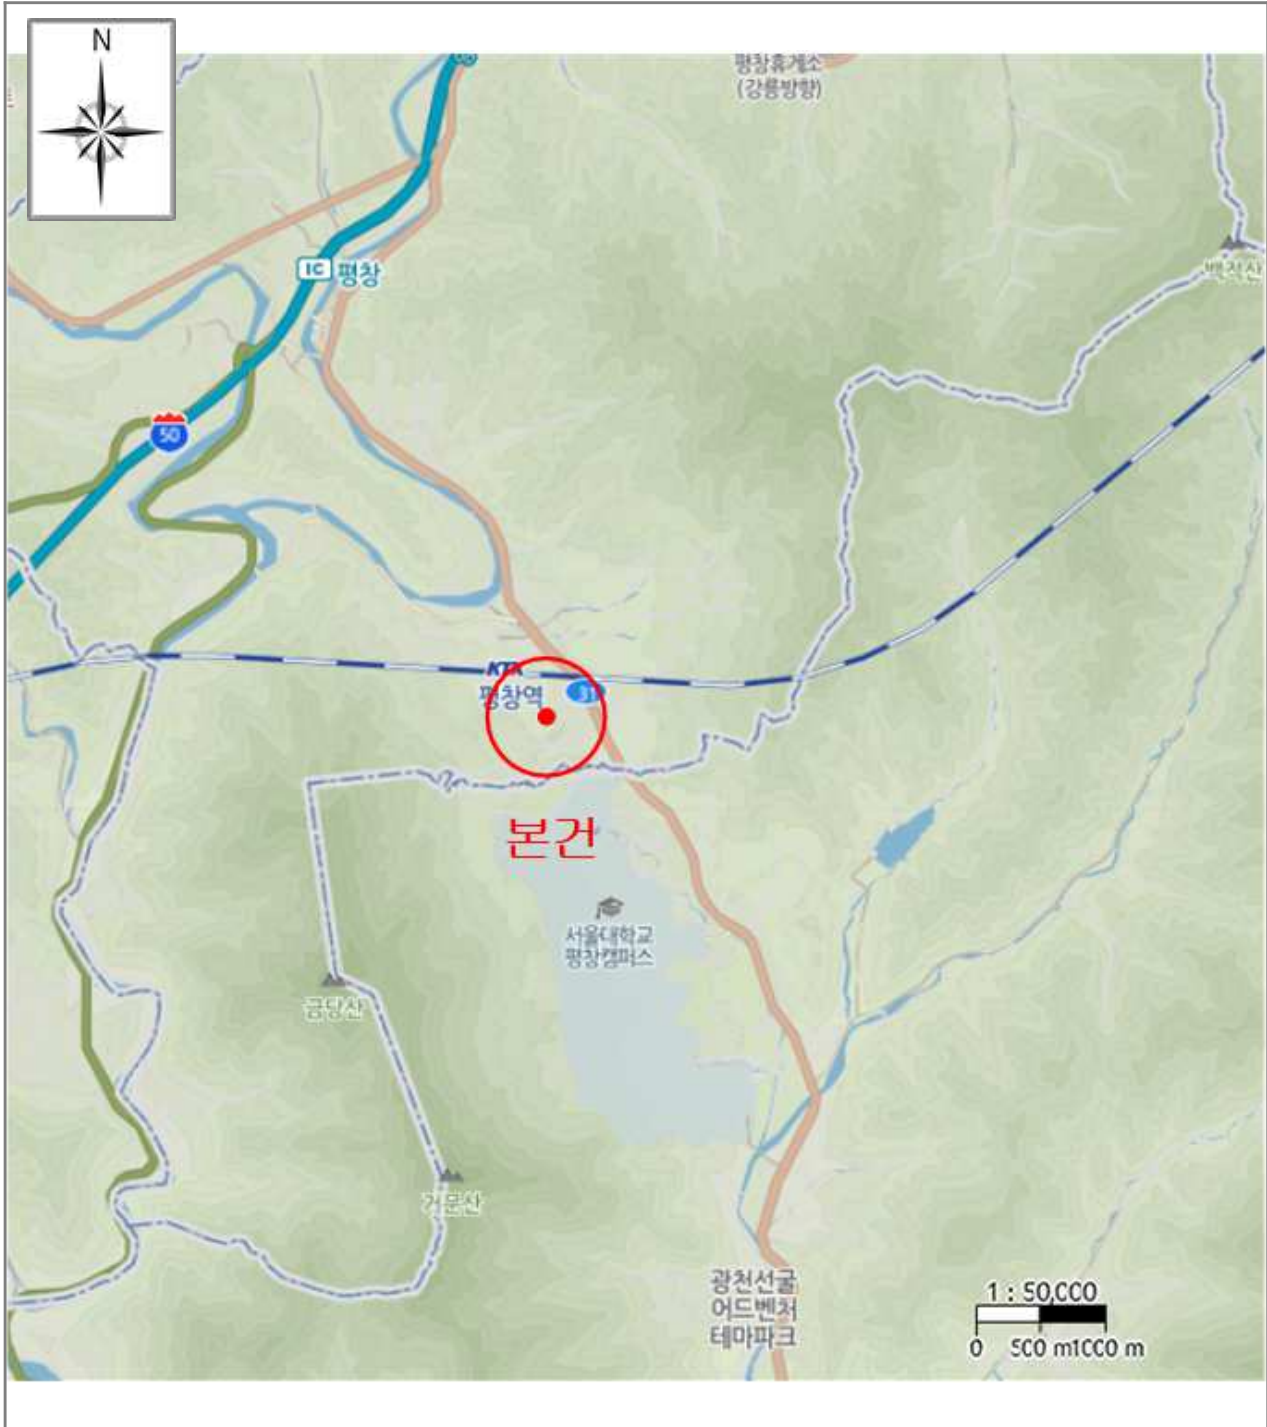 N
평창휴게소
(강릉방향)
IC 평창
백적산
50
KTX
평창역
31
본건
서울대학교
평창캠퍼스
금당산
거문산
광천선굴
어드벤처
테마파크
1 : 50,000
0 500 m1000 m